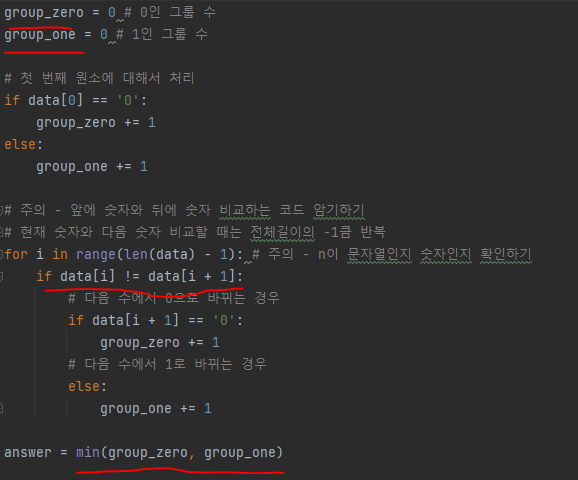 group_zero = 0 # 0인 그룹 수
group_one = 0 # 1인 그룹 수
# 첫 번째 원소에 대해서 처리
if data[0] == '0':
group_zero += 1
else:
group_one += 1
# 주의 - 앞에 숫자와 뒤에 숫자 비교하는 코드 암기하기
# 현재 숫자와 다음 숫자 비교할 때는 전체길이의 -1큼 반복
for i in range(len(data) - 1): # 주의 - n이 문자열인지 숫자인지 확인하기
if data[i] != data[i + 1]:
# 다음 수에서 0으로 바뀌는 경우
if data[i + 1] == '0':
group_zero += 1
# 다음 수에서 1로 바뀌는 경우
else:
group_one += 1
answer = min(group_zero, group_one)